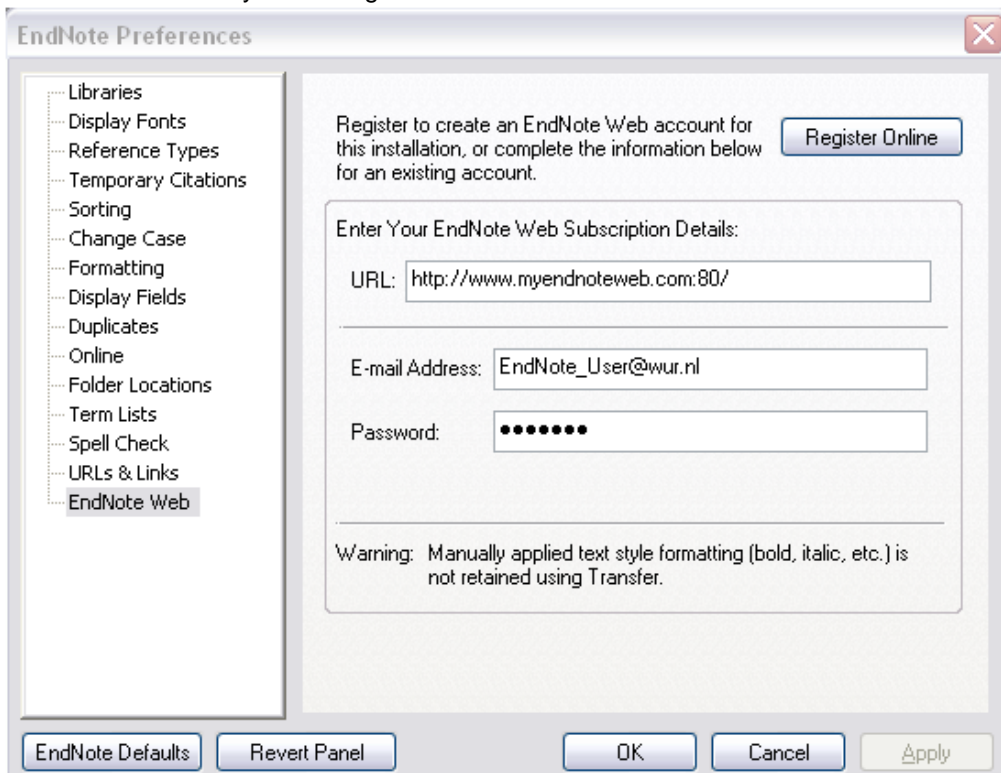 EndNote Preferences
Libraries
Display Fonts
Reference Types
Temporary Citations
Sorting
Change Case
Formatting
Display Fields
Duplicates
Online
Folder Locations
Term Lists
Spell Check
URLs & Links
EndNote Web
Register to create an EndNote Web account for
this installation, or complete the information below
for an existing account.
Register Online
Enter Your EndNote Web Subscription Details:
URL: http://www.myendnoteweb.com:80/
E-mail Address: EndNote_User@wur.nl
Password: •••••••
Warning: Manually applied text style formatting (bold, italic, etc.) is
not retained using Transfer.
EndNote Defaults Revert Panel OK Cancel Apply